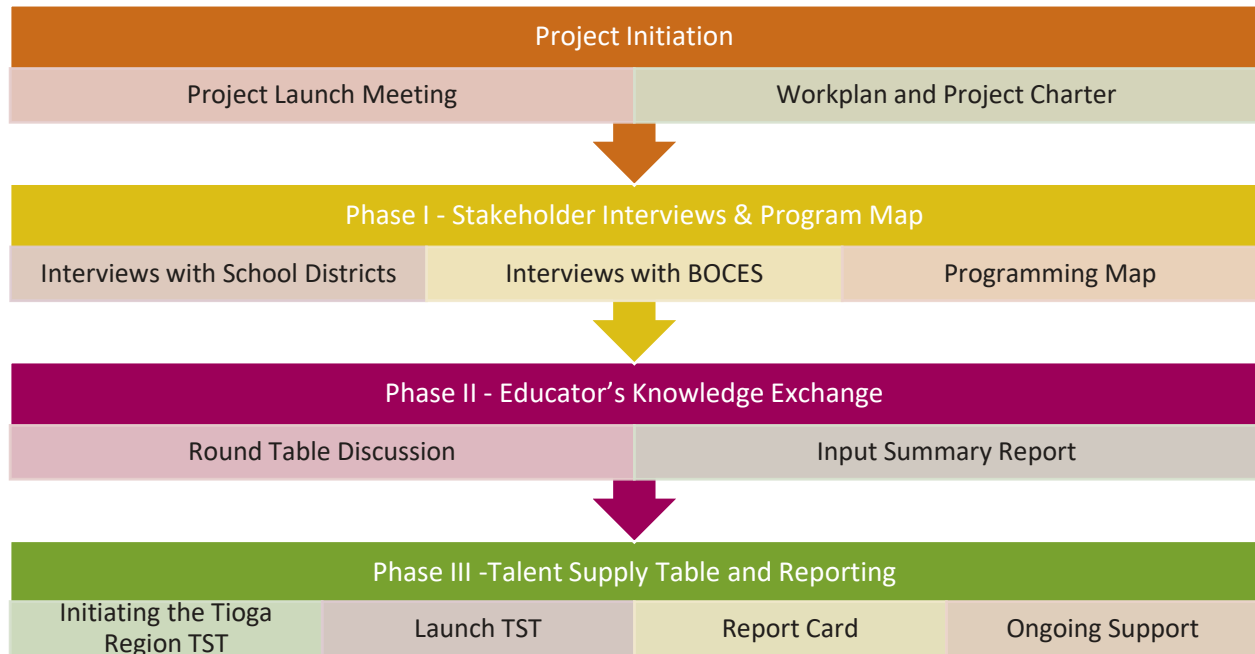 Project Initiation
Project Launch Meeting
Workplan and Project Charter
Phase I - Stakeholder Interviews & Program Map
Interviews with School Districts
Interviews with BOCES
Programming Map
Phase II - Educator’s Knowledge Exchange
Round Table Discussion
Input Summary Report
Phase III -Talent Supply Table and Reporting
Initiating the Tioga
Region TST
Launch TST
Report Card
Ongoing Support